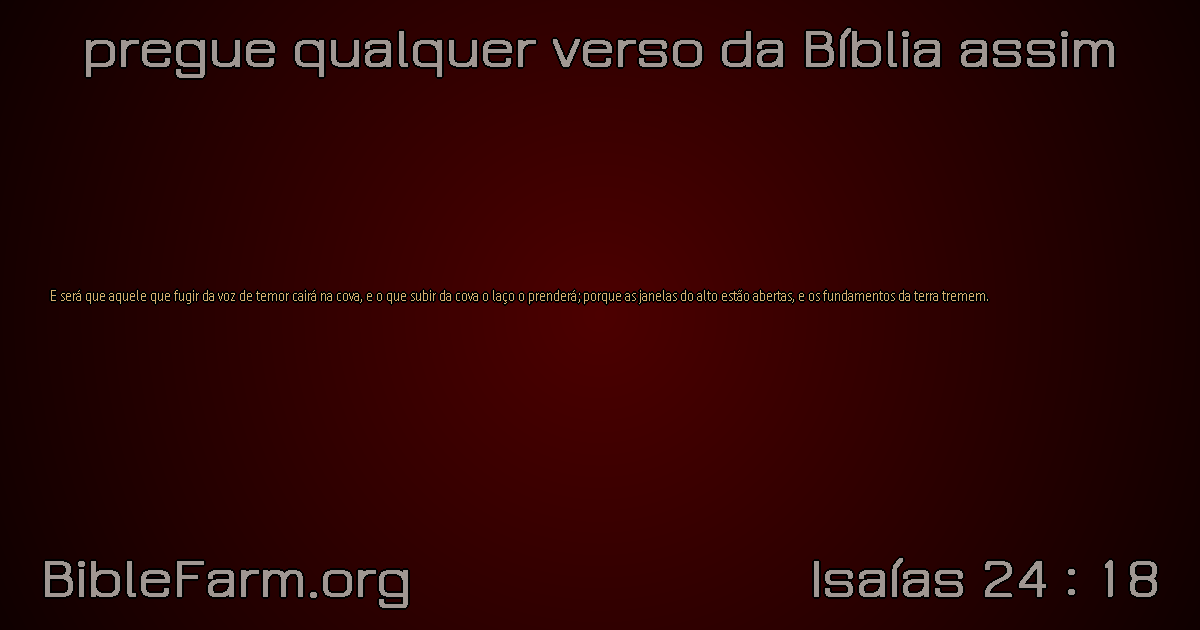 pregue qualquer verso da Bíblia assim
E será que aquele que fugir da voz de temor cairá na cova, e o que subir da cova o laço o prenderá; porque as janelas do alto estão abertas, e os fundamentos da terra tremem.
BibleFarm.org
Isaías 24 : 18